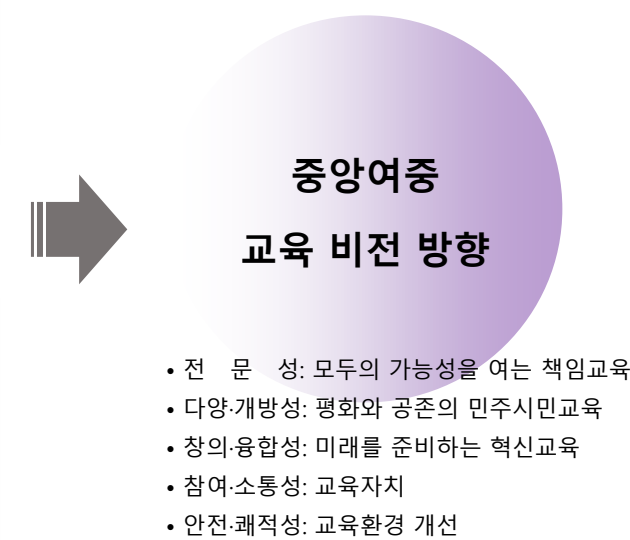 중앙여중
교육 비전 방향
• 전 문 성: 모두의 가능성을 여는 책임교육
• 다양·개방성: 평화와 공존의 민주시민교육
• 창의·융합성: 미래를 준비하는 혁신교육
• 참여·소통성: 교육자치
• 안전·쾌적성: 교육환경 개선